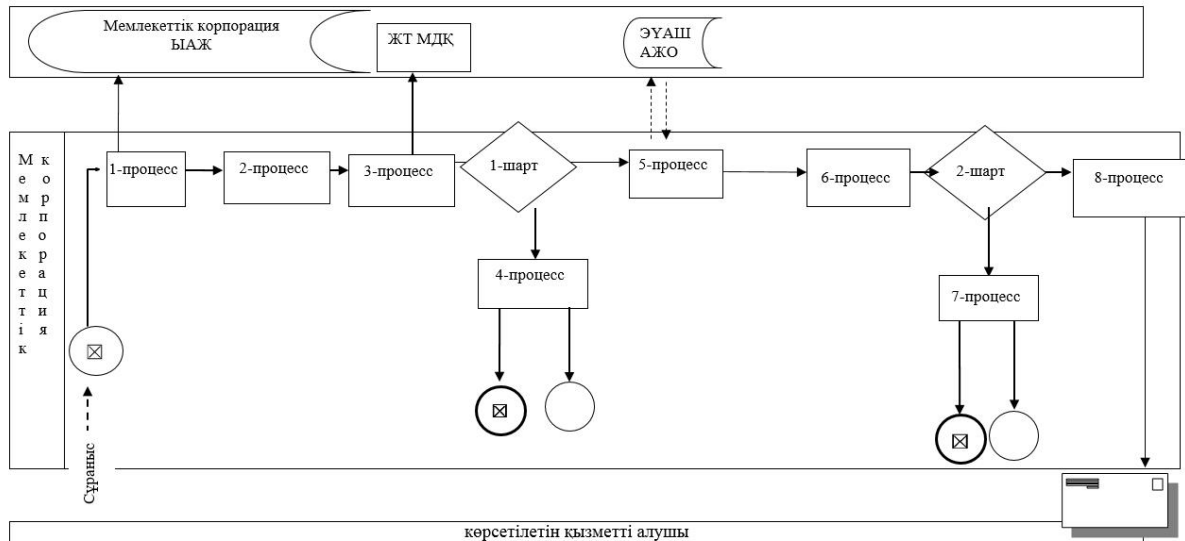 Мемлекеттік корпорация
ЫАЖ
ЖТ МДҚ
ЭҮАШ
АЖО
Мемлекеттік
корпорация
1-процесс
2-процесс
3-процесс
1-шарт
5-процесс
6-процесс
2-шарт
8-процесс
4-процесс
7-процесс
Сұраныс
көрсетілетін қызметті алушы